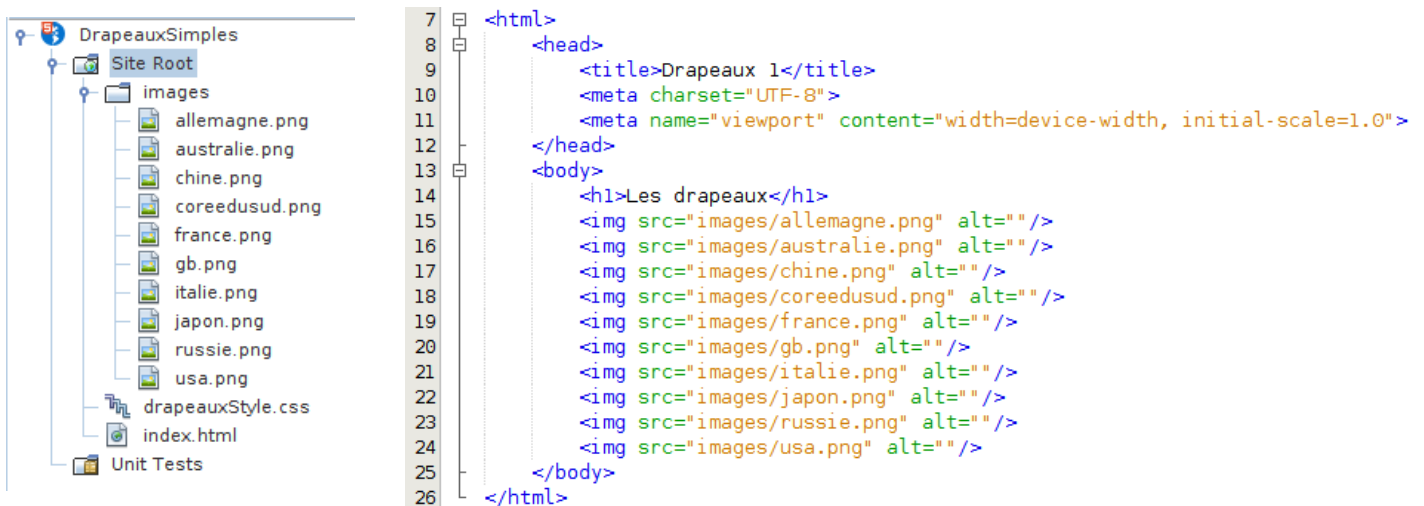 DrapeauxSimples
Site Root
images
allemagne.png
australie.png
chine.png
coreedusud.png
france.png
gb.png
italie.png
japon.png
russie.png
usa.png
drapeauxStyle.css
index.html
Unit Tests
7 <html>
8 <head>
9 <title>Drapeaux 1</title>
10 <meta charset="UTF-8">
11 <meta name="viewport" content="width=device-width, initial-scale=1.0">
12 </head>
13 <body>
14 <h1>Les drapeaux</h1>
15 <img src="images/allemagne.png" alt=""/>
16 <img src="images/australie.png" alt=""/>
17 <img src="images/chine.png" alt=""/>
18 <img src="images/coreedusud.png" alt=""/>
19 <img src="images/france.png" alt=""/>
20 <img src="images/gb.png" alt=""/>
21 <img src="images/italie.png" alt=""/>
22 <img src="images/japon.png" alt=""/>
23 <img src="images/russie.png" alt=""/>
24 <img src="images/usa.png" alt=""/>
25 </body>
26 </html>